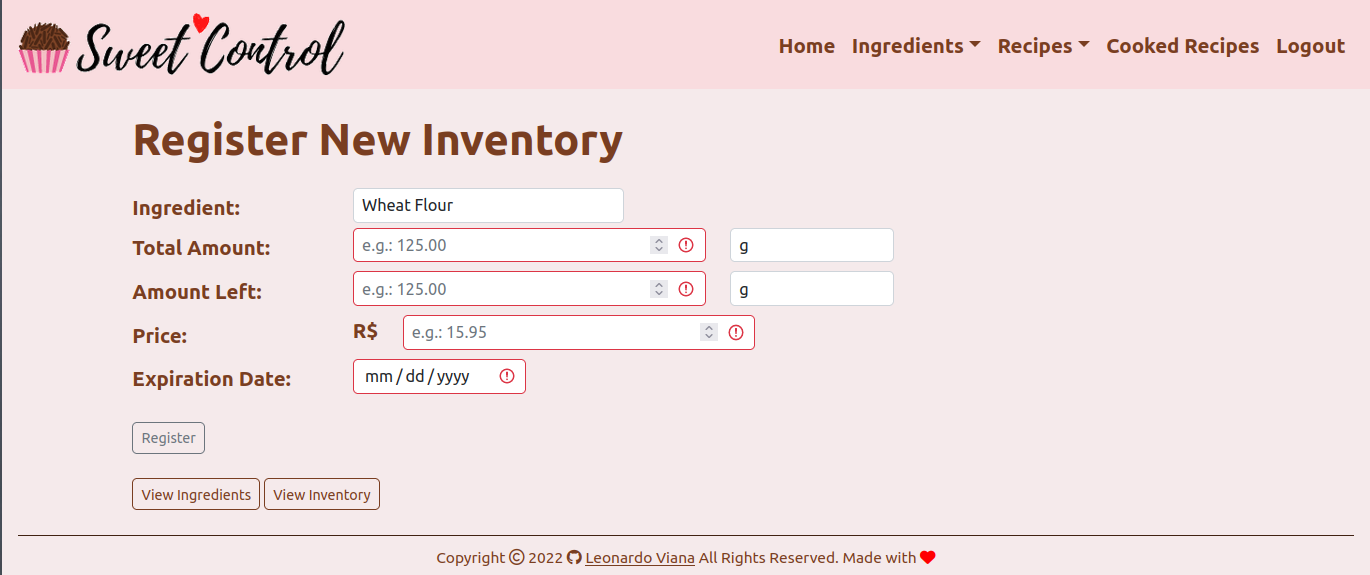 Sweet Control
Home Ingredients Recipes Cooked Recipes Logout
Register New Inventory
Ingredient: Wheat Flour
Total Amount: e.g.: 125.00 g
Amount Left: e.g.: 125.00 g
Price: R$ e.g.: 15.95
Expiration Date: mm/dd/yyyy
Register
View Ingredients View Inventory
Copyright © 2022 Leonardo Viana All Rights Reserved. Made with